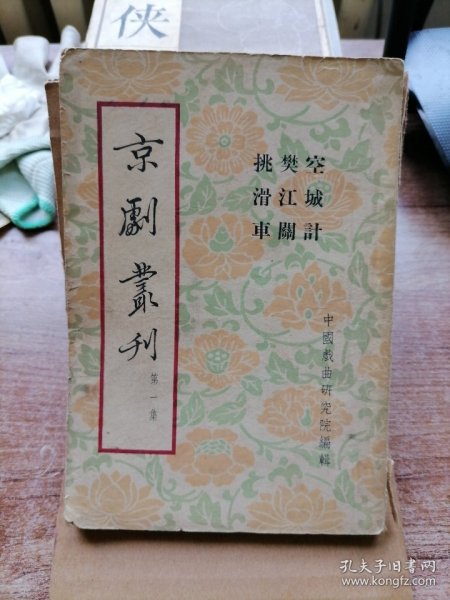 侠
京劇叢刊
第一集
空城計
樊江關
挑滑車
中國戲曲研究院編輯
孔夫子旧书网
www.kongfz.com